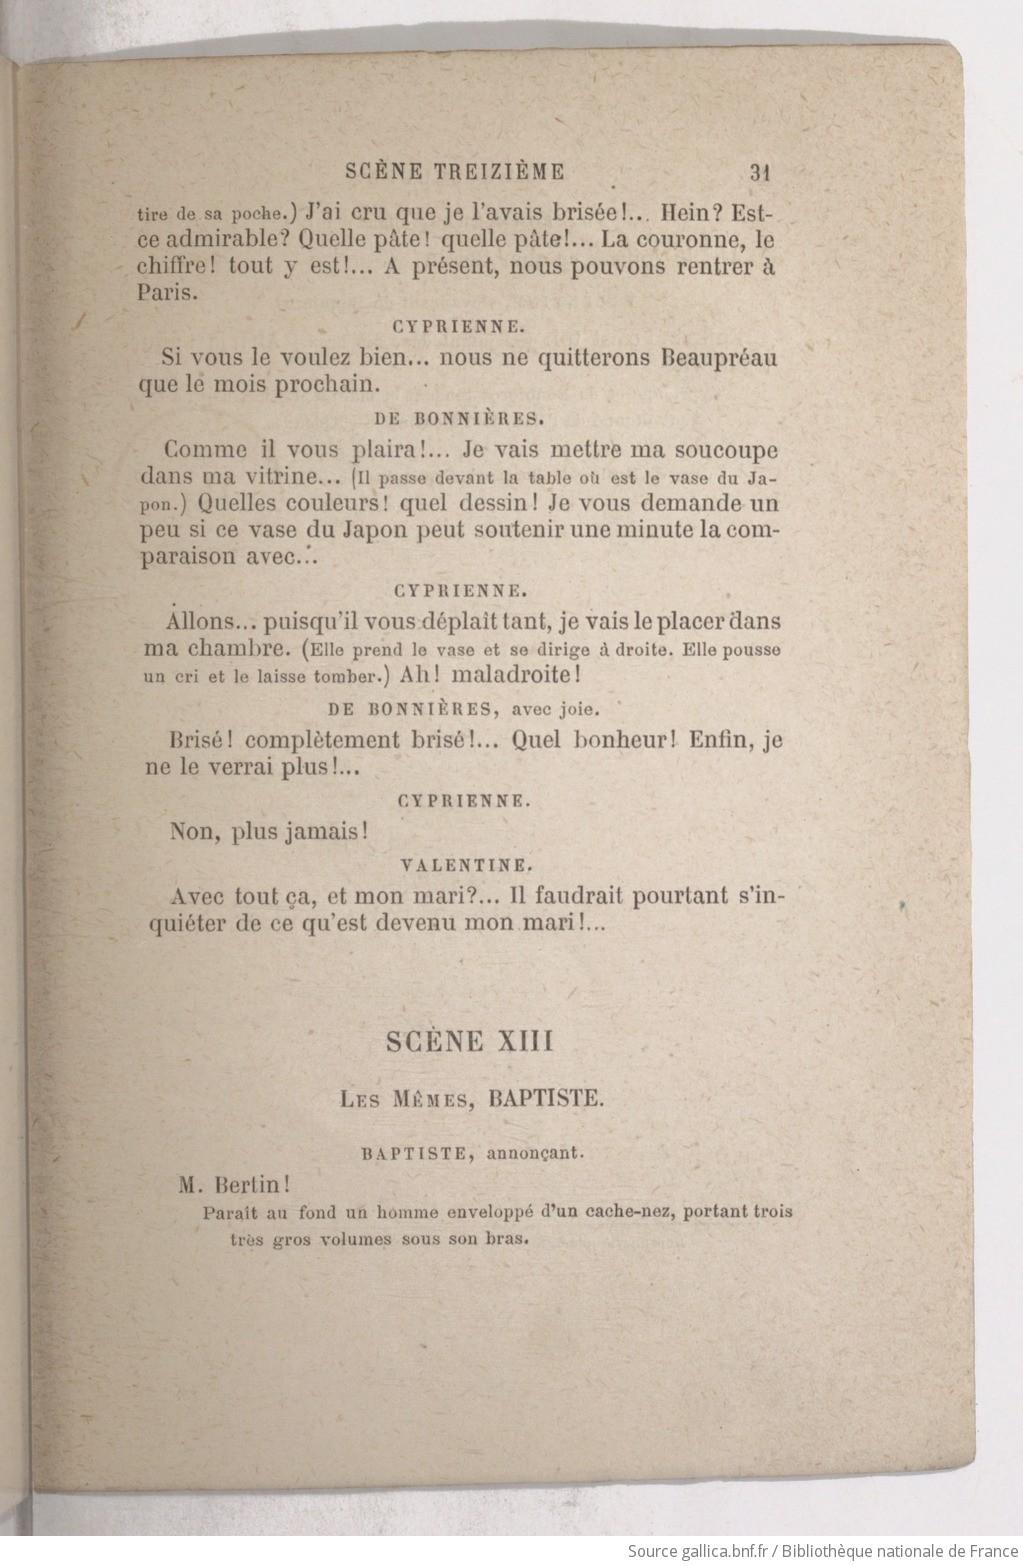 SCÈNE TREIZIÈME 31
tire de sa poche.) J'ai cru que je l'avais brisée!... Hein? Est-
ce admirable? Quelle pâte! quelle pâte!... La couronne, le
chiffre! tout y est!... A présent, nous pouvons rentrer à
Paris.
CYPRIENNE.
Si vous le voulez bien... nous ne quitterons Beaupréau
que le mois prochain.
DE BONNIÈRES.
Comme il vous plaira!... Je vais mettre ma soucoupe
dans ma vitrine... (Il passe devant la table où est le vase du Ja-
pon.) Quelles couleurs! quel dessin! Je vous demande un
peu si ce vase du Japon peut soutenir une minute la com-
paraison avec...
CYPRIENNE.
Allons... puisqu'il vous déplaît tant, je vais le placer dans
ma chambre. (Elle prend le vase et se dirige à droite. Elle pousse
un cri et le laisse tomber.) Ah! maladroite!
DE BONNIÈRES, avec joie.
Brisé! complètement brisé!... Quel bonheur! Enfin, je
ne le verrai plus!...
CYPRIENNE.
Non, plus jamais!
VALENTINE.
Avec tout ça, et mon mari?... Il faudrait pourtant s'in-
quiéter de ce qu'est devenu mon mari!...
SCÈNE XIII
LES MÊMES, BAPTISTE.
BAPTISTE, annonçant.
M. Bertin!
Paraît au fond un homme enveloppé d'un cache-nez, portant trois
très gros volumes sous son bras.
Source gallica.bnf.fr / Bibliothèque nationale de France